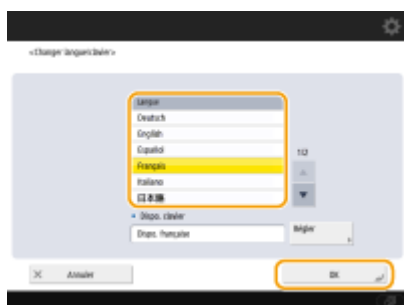 <Changer langue/clavier>
Langue
Deutsch
English
Español
Français
Italiano
日本語
1/2
Dispo. clavier
Dispo. française
Régler
Annuler
OK